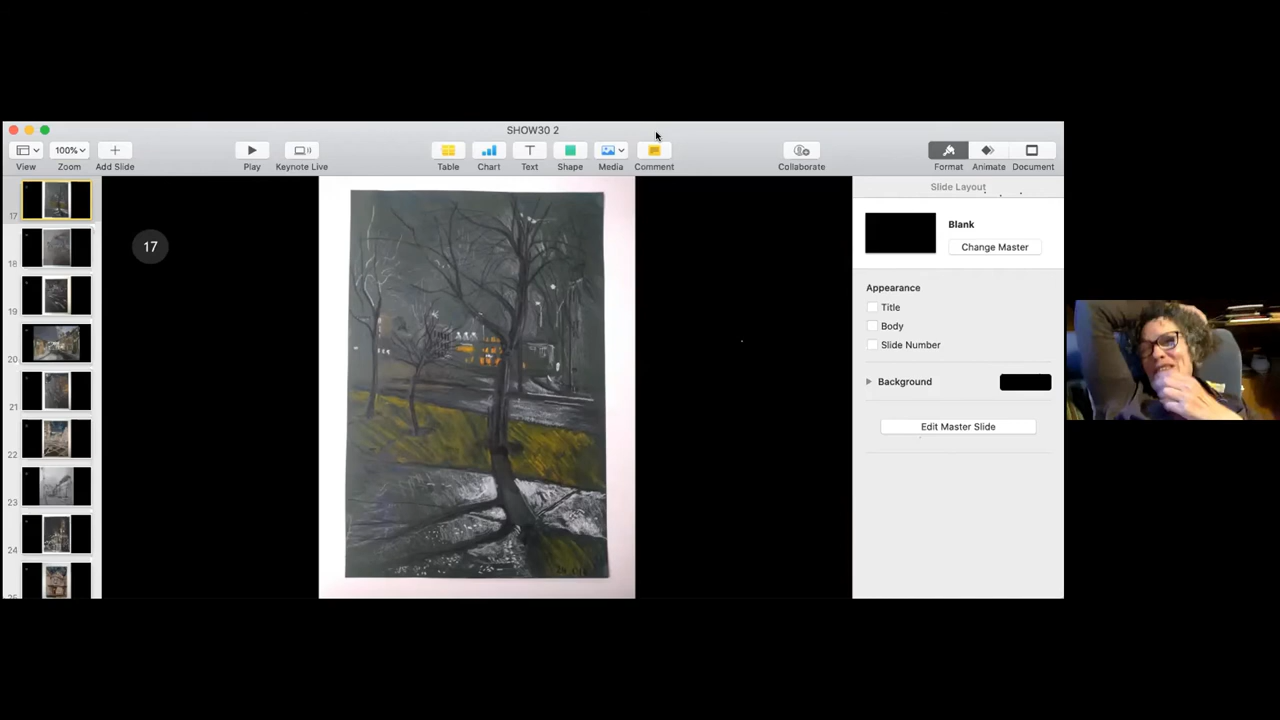 SHOW30 2
View
100%
Zoom
Add Slide
Play
Keynote Live
Table
Chart
Text
Shape
Media
Comment
Collaborate
Format
Animate
Document
17
18
19
20
21
22
23
24
17
Slide Layout
Blank
Change Master
Appearance
Title
Body
Slide Number
Background
Edit Master Slide